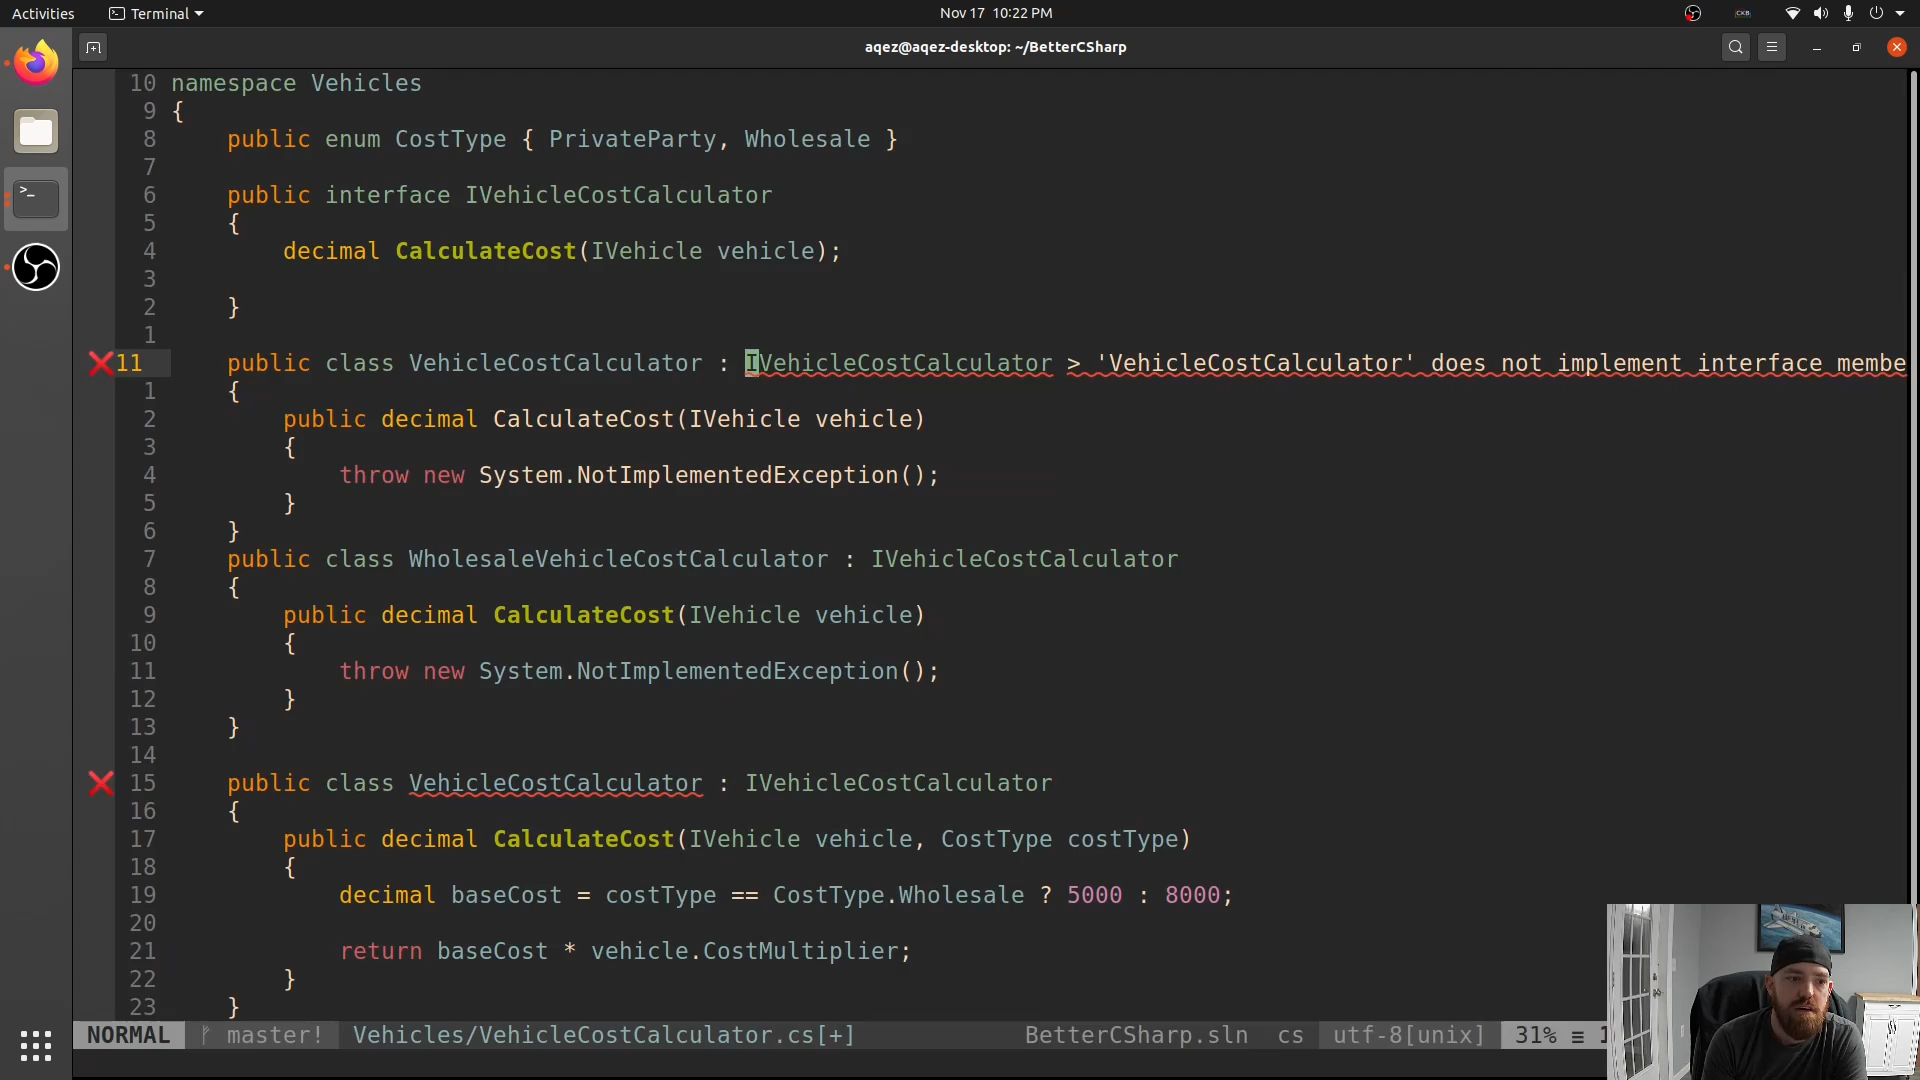 Activities
Terminal
Nov 17 10:22 PM
CKB
aqez@aqez-desktop: ~/BetterCSharp
10 namespace Vehicles
9 {
8 public enum CostType { PrivateParty, Wholesale }
7
6 public interface IVehicleCostCalculator
5 {
4 decimal CalculateCost(IVehicle vehicle);
3
2 }
1
11 public class VehicleCostCalculator : IVehicleCostCalculator > 'VehicleCostCalculator' does not implement interface membe
1 {
2 public decimal CalculateCost(IVehicle vehicle)
3 {
4 throw new System.NotImplementedException();
5 }
6 }
7 public class WholesaleVehicleCostCalculator : IVehicleCostCalculator
8 {
9 public decimal CalculateCost(IVehicle vehicle)
10 {
11 throw new System.NotImplementedException();
12 }
13 }
14
15 public class VehicleCostCalculator : IVehicleCostCalculator
16 {
17 public decimal CalculateCost(IVehicle vehicle, CostType costType)
18 {
19 decimal baseCost = costType == CostType.Wholesale ? 5000 : 8000;
20
21 return baseCost * vehicle.CostMultiplier;
22 }
23 }
NORMAL master! Vehicles/VehicleCostCalculator.cs[+] BetterCSharp.sln cs utf-8[unix] 31% ≡